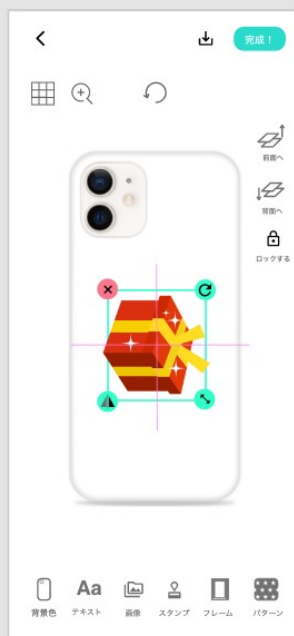 完成！
前面へ
背面へ
ロックする
Aa
背景色 テキスト 画像 スタンプ フレーム パターン